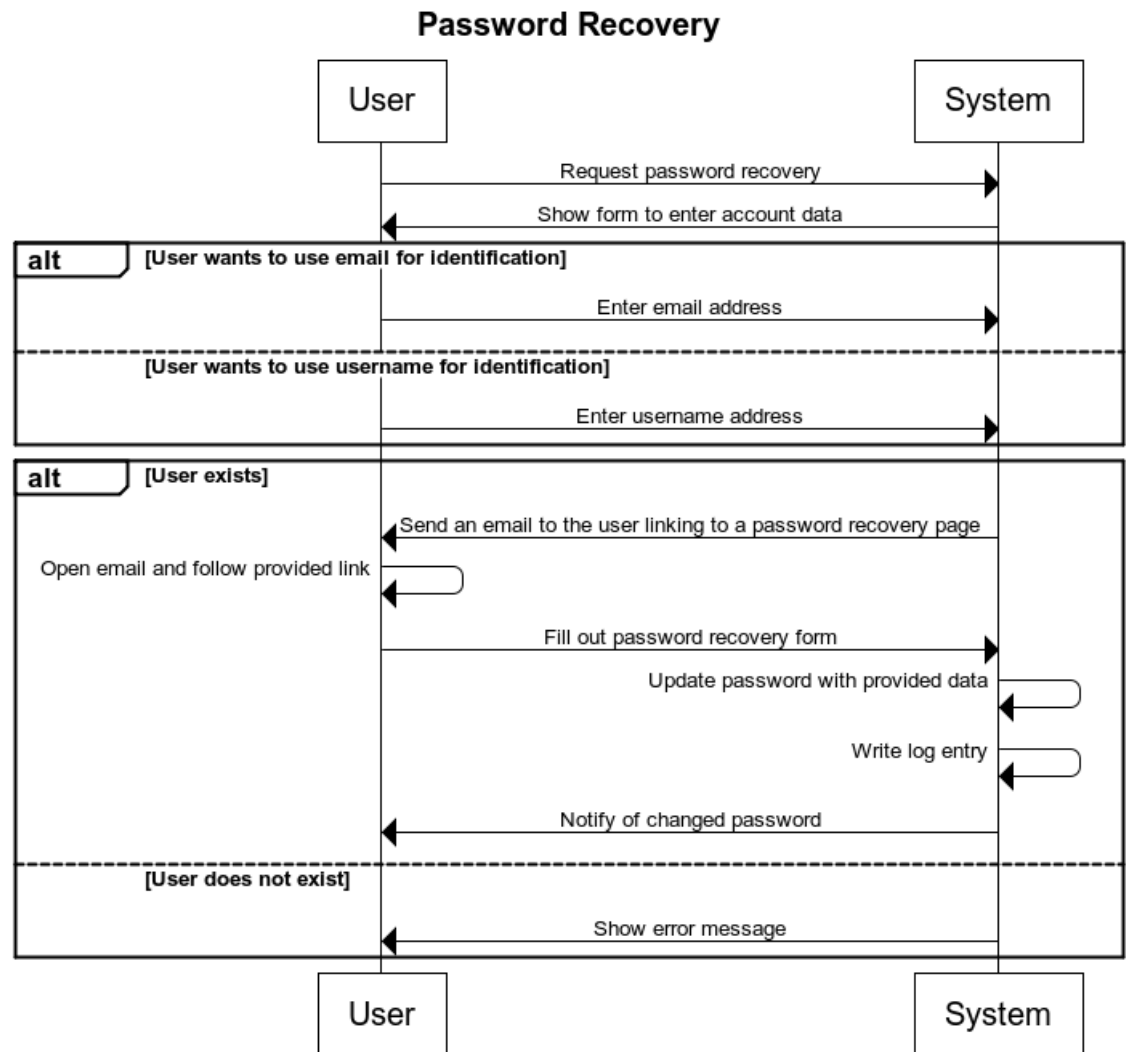 Password Recovery
User
System
Request password recovery
Show form to enter account data
alt
[User wants to use email for identification]
Enter email address
[User wants to use username for identification]
Enter username address
alt
[User exists]
Send an email to the user linking to a password recovery page
Open email and follow provided link
Fill out password recovery form
Update password with provided data
Write log entry
Notify of changed password
[User does not exist]
Show error message
User
System